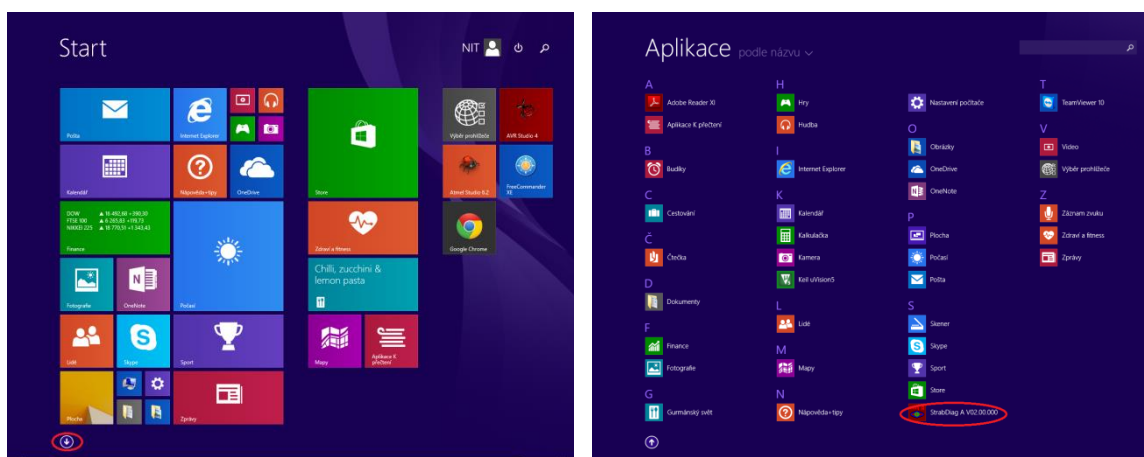 Start
NIT
Pošta
Internet Explorer
Store
Výběr prohlížeče
AVR Studio 4
Kalendář
Nápověda+tipy
OneDrive
Atmel Studio 6.2
FreeCommander XE
DOW ▲ 16 492,68 +390,30
FTSE 100
NIKKEI 225
Finance
Počasí
Zdraví a fitness
Google Chrome
Chilli, zucchini &
lemon pasta
Fotografie
OneNote
Lidé
Skype
Sport
Mapy
Aplikace K
přečtení
Plocha
Zprávy
Aplikace podle názvu
A
Adobe Reader XI
Aplikace K přečtení
B
Budíky
C
Cestování
Č
Čtečka
D
Dokumenty
F
Finance
Fotografie
G
Gurmánský svět
H
Hry
Hudba
I
Internet Explorer
K
Kalendář
Kalkulačka
Kamera
Keil uVision5
L
Lidé
M
Mapy
N
Nápověda+tipy
Nastavení počítače
O
Obrázky
OneDrive
OneNote
P
Plocha
Počasí
Pošta
S
Skener
Skype
Sport
Store
StrabDiag A V02.00.000
T
TeamViewer 10
V
Video
Výběr prohlížeče
Z
Záznam zvuku
Zdraví a fitness
Zprávy